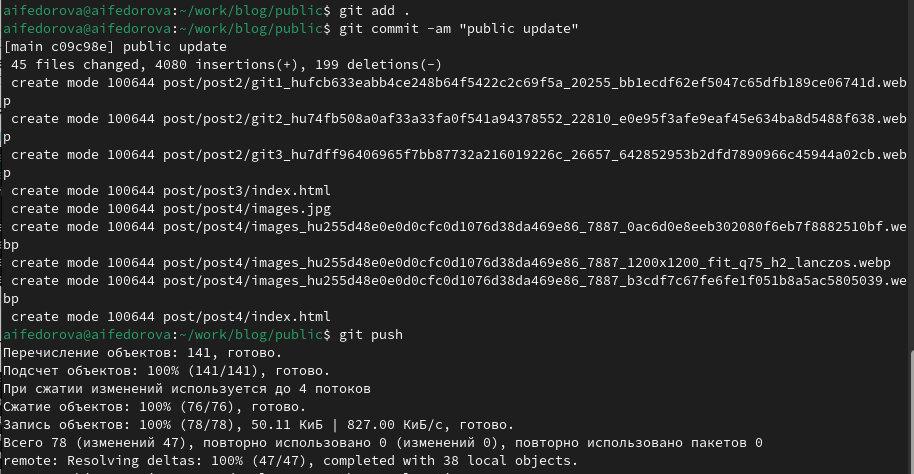 aifedorova@aifedorova:~/work/blog/public$ git add .
aifedorova@aifedorova:~/work/blog/public$ git commit -am "public update"
[main c09c98e] public update
 45 files changed, 4080 insertions(+), 199 deletions(-)
 create mode 100644 post/post2/git1_hufcb633eabb4ce248b64f5422c2c69f5a_20255_bb1ecdf62ef5047c65dfb189ce06741d.web
p
 create mode 100644 post/post2/git2_hu74fb508a0af33a33fa0f541a94378552_22810_e0e95f3afe9eaf45e634ba8d5488f638.web
p
 create mode 100644 post/post2/git3_hu7dff96406965f7bb87732a216019226c_26657_642852953b2dfd7890966c45944a02cb.web
p
 create mode 100644 post/post3/index.html
 create mode 100644 post/post4/images.jpg
 create mode 100644 post/post4/images_hu255d48e0e0d0cfc0d1076d38da469e86_7887_0ac6d0e8eeb302080f6eb7f8882510bf.we
bp
 create mode 100644 post/post4/images_hu255d48e0e0d0cfc0d1076d38da469e86_7887_1200x1200_fit_q75_h2_lanczos.webp
 create mode 100644 post/post4/images_hu255d48e0e0d0cfc0d1076d38da469e86_7887_b3cdf7c67fe6fe1f051b8a5ac5805039.we
bp
 create mode 100644 post/post4/index.html
aifedorova@aifedorova:~/work/blog/public$ git push
Перечисление объектов: 141, готово.
Подсчет объектов: 100% (141/141), готово.
При сжатии изменений используется до 4 потоков
Сжатие объектов: 100% (76/76), готово.
Запись объектов: 100% (78/78), 50.11 КиБ | 827.00 КиБ/с, готово.
Всего 78 (изменений 47), повторно использовано 0 (изменений 0), повторно использовано пакетов 0
remote: Resolving deltas: 100% (47/47), completed with 38 local objects.